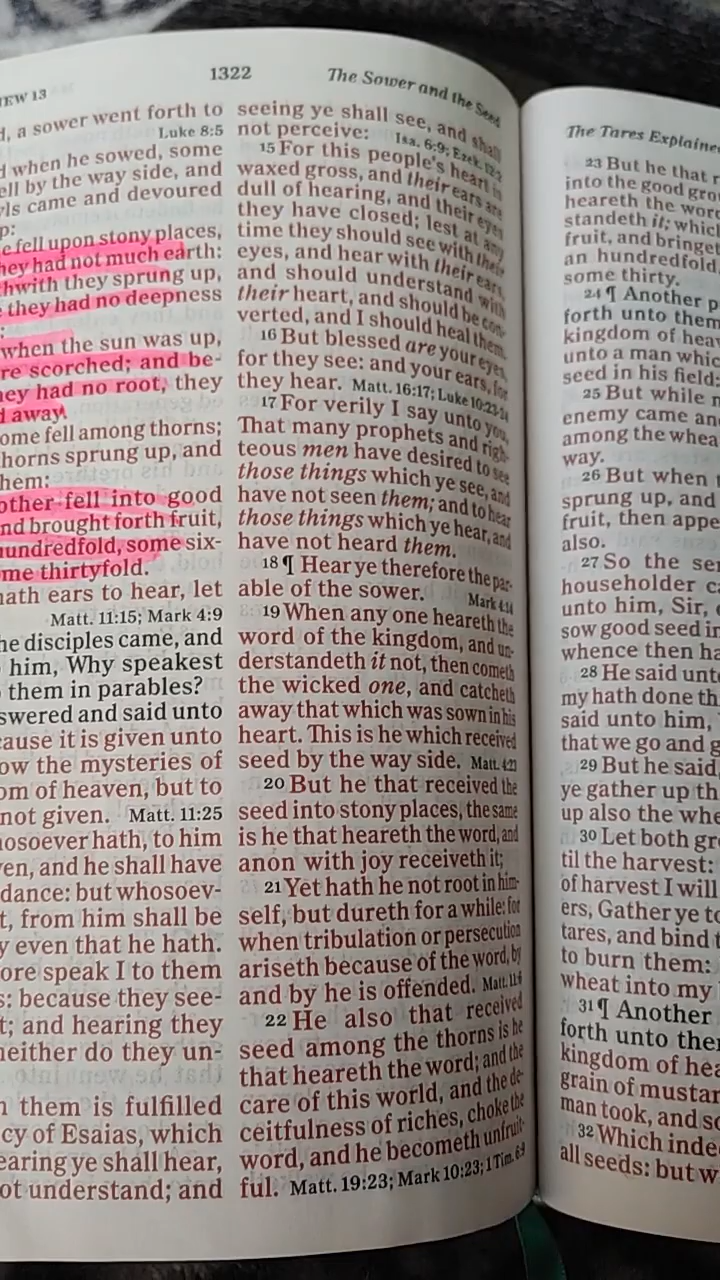 EW 13
1322
The Sower and the Seed
a sower went forth to
Luke 8:5
when he sowed, some
ell by the way side, and
ls came and devoured
p:
e fell upon stony places,
hey had not much earth:
hwith they sprung up,
they had no deepness
:
when the sun was up,
re scorched; and be-
hey had no root, they
d away.
ome fell among thorns;
horns sprung up, and
hem:
other fell into good
nd brought forth fruit,
hundredfold, some six-
me thirtyfold.
hath ears to hear, let
Matt. 11:15; Mark 4:9
he disciples came, and
him, Why speakest
them in parables?
swered and said unto
cause it is given unto
ow the mysteries of
om of heaven, but to
not given. Matt. 11:25
hosoever hath, to him
ven, and he shall have
dance: but whosoev-
t, from him shall be
y even that he hath.
ore speak I to them
s: because they see-
t; and hearing they
neither do they un-
n them is fulfilled
cy of Esaias, which
earing ye shall hear,
ot understand; and
seeing ye shall see, and shall
not perceive: Isa. 6:9; Ezek. 12:2
15 For this people's heart is
waxed gross, and their ears are
dull of hearing, and their eyes
they have closed; lest at any
time they should see with their
eyes, and hear with their ears,
and should understand with
their heart, and should be con-
verted, and I should heal them.
16 But blessed are your eyes,
for they see: and your ears, for
they hear. Matt. 16:17; Luke 10:23-24
17 For verily I say unto you,
That many prophets and righ-
teous men have desired to see
those things which ye see, and
have not seen them; and to hear
those things which ye hear, and
have not heard them.
18 ¶ Hear ye therefore the par-
able of the sower. Mark 4:14
19 When any one heareth the
word of the kingdom, and un-
derstandeth it not, then cometh
the wicked one, and catcheth
away that which was sown in his
heart. This is he which received
seed by the way side. Matt. 4:23
20 But he that received the
seed into stony places, the same
is he that heareth the word, and
anon with joy receiveth it;
21 Yet hath he not root in him-
self, but dureth for a while: for
when tribulation or persecution
ariseth because of the word, by
and by he is offended. Matt. 11:6
22 He also that received
seed among the thorns is he
that heareth the word; and the
care of this world, and the de-
ceitfulness of riches, choke the
word, and he becometh unfruit-
ful. Matt. 19:23; Mark 10:23; 1 Tim. 6:9
The Tares Explained
23 But he that r
into the good gro
heareth the word
standeth it; which
fruit, and bringet
an hundredfold,
some thirty.
24 ¶ Another p
forth unto them
kingdom of heav
unto a man whic
seed in his field:
25 But while m
enemy came an
among the whea
way.
26 But when t
sprung up, and
fruit, then appe
also.
27 So the ser
householder ca
unto him, Sir,
sow good seed in
whence then ha
28 He said unto
my hath done th
said unto him,
that we go and g
29 But he said,
ye gather up th
up also the whe
30 Let both gr
til the harvest:
of harvest I will
ers, Gather ye to
tares, and bind t
to burn them:
wheat into my
31 ¶ Another
forth unto them
kingdom of hea
grain of mustar
man took, and so
32 Which inde
all seeds: but w